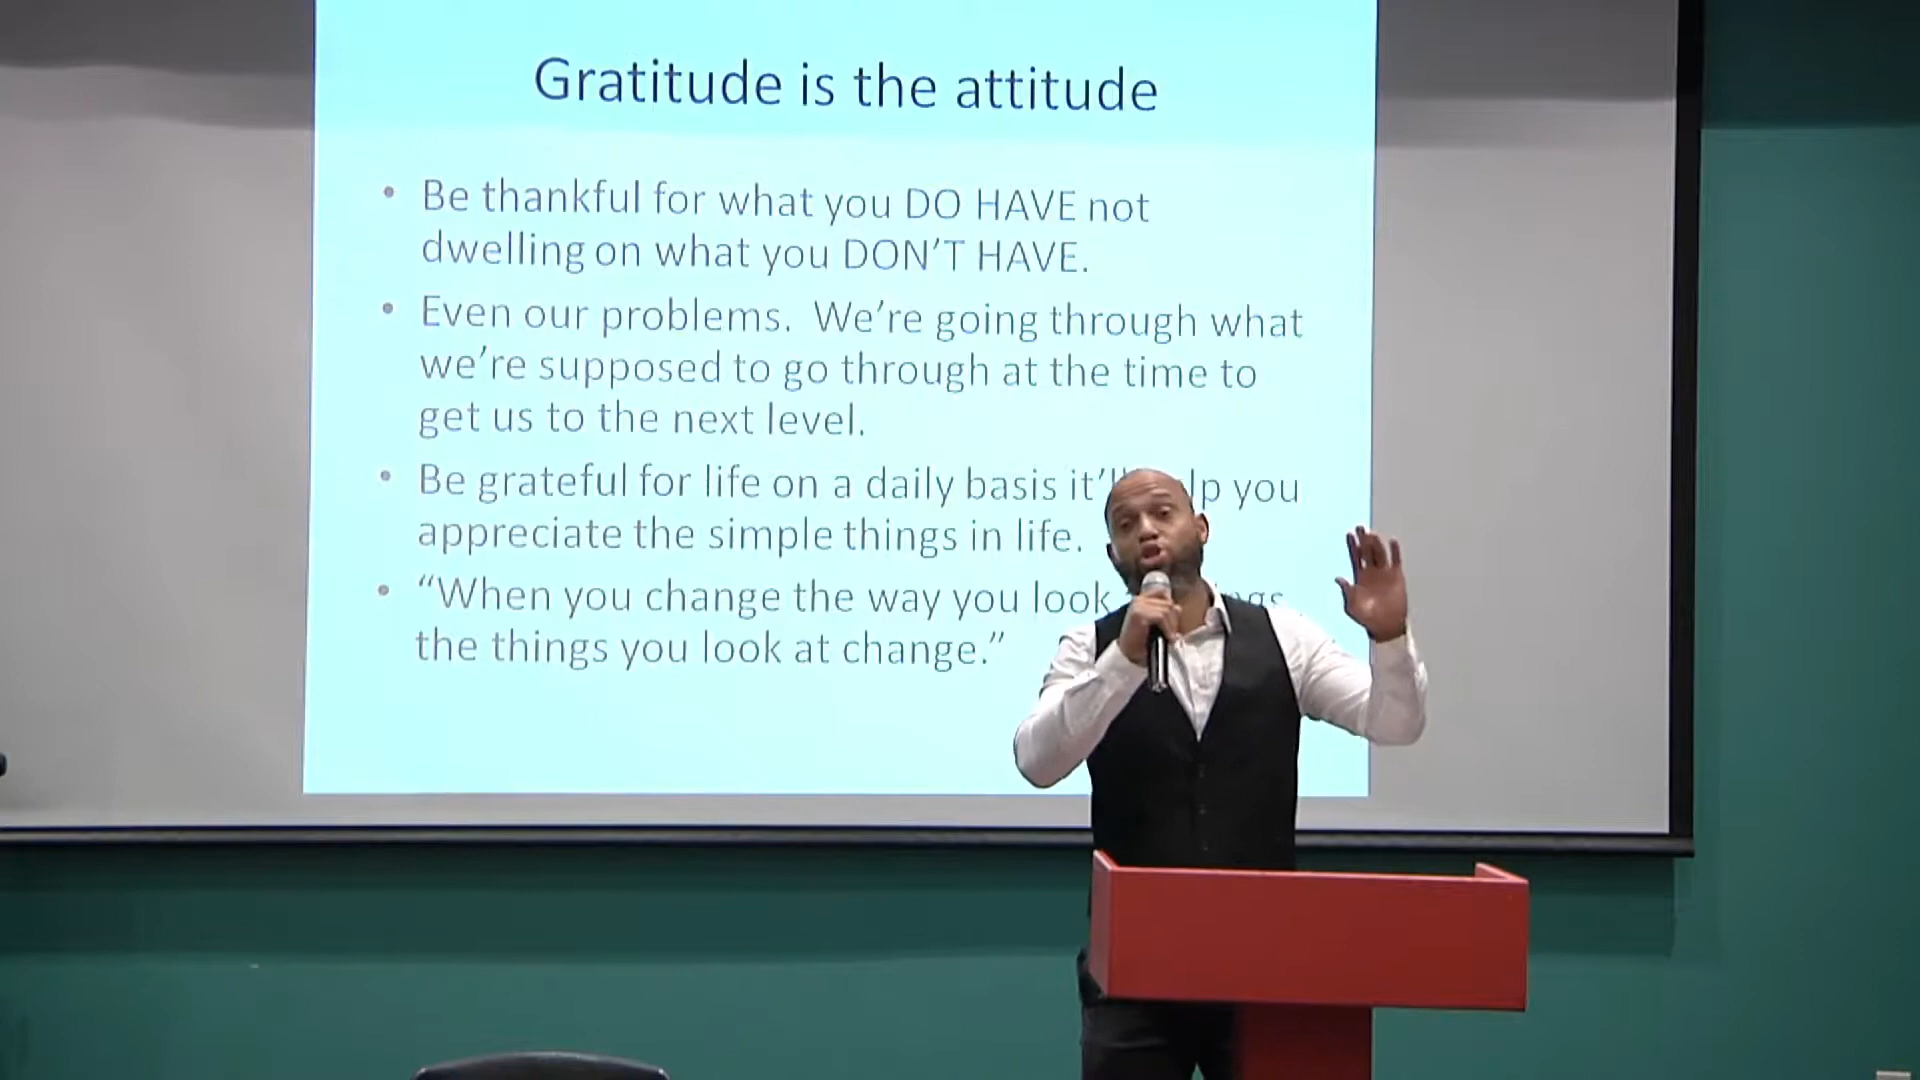 Gratitude is the attitude
• Be thankful for what you DO HAVE not
dwelling on what you DON’T HAVE.
• Even our problems.  We’re going through what
we’re supposed to go through at the time to
get us to the next level.
• Be grateful for life on a daily basis you
appreciate the simple things in life.
• “When you change the way you look
the things you look at change.”